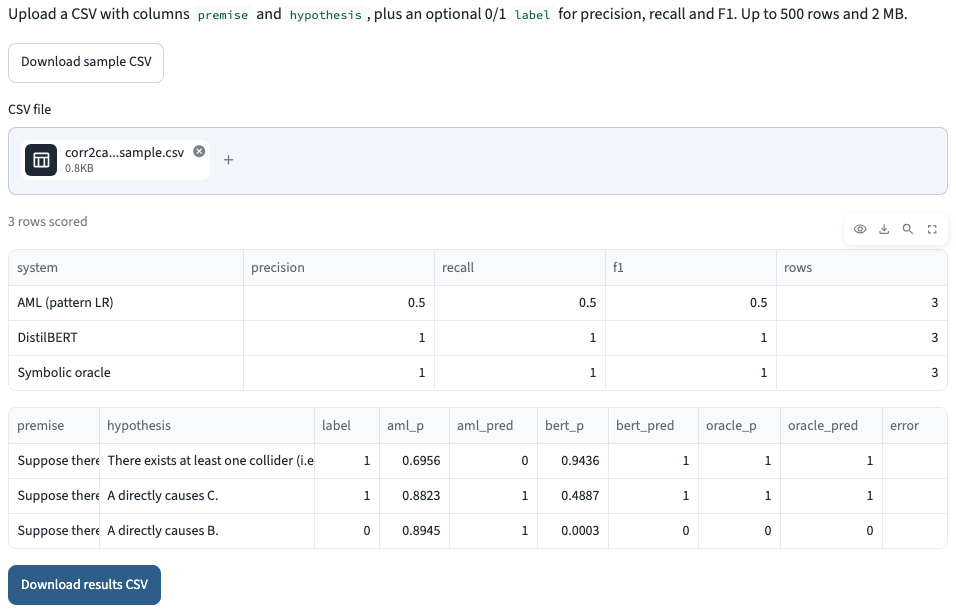 Upload a CSV with columns premise and hypothesis , plus an optional 0/1 label for precision, recall and F1. Up to 500 rows and 2 MB.
Download sample CSV
CSV file
corr2ca...sample.csv
0.8KB
3 rows scored
system precision recall f1 rows
AML (pattern LR) 0.5 0.5 0.5 3
DistilBERT 1 1 1 3
Symbolic oracle 1 1 1 3
premise hypothesis label aml_p aml_pred bert_p bert_pred oracle_p oracle_pred error
Suppose there There exists at least one collider (i.e 1 0.6956 0 0.9436 1 1 1
Suppose there A directly causes C. 1 0.8823 1 0.4887 1 1 1
Suppose there A directly causes B. 0 0.8945 1 0.0003 0 0 0
Download results CSV